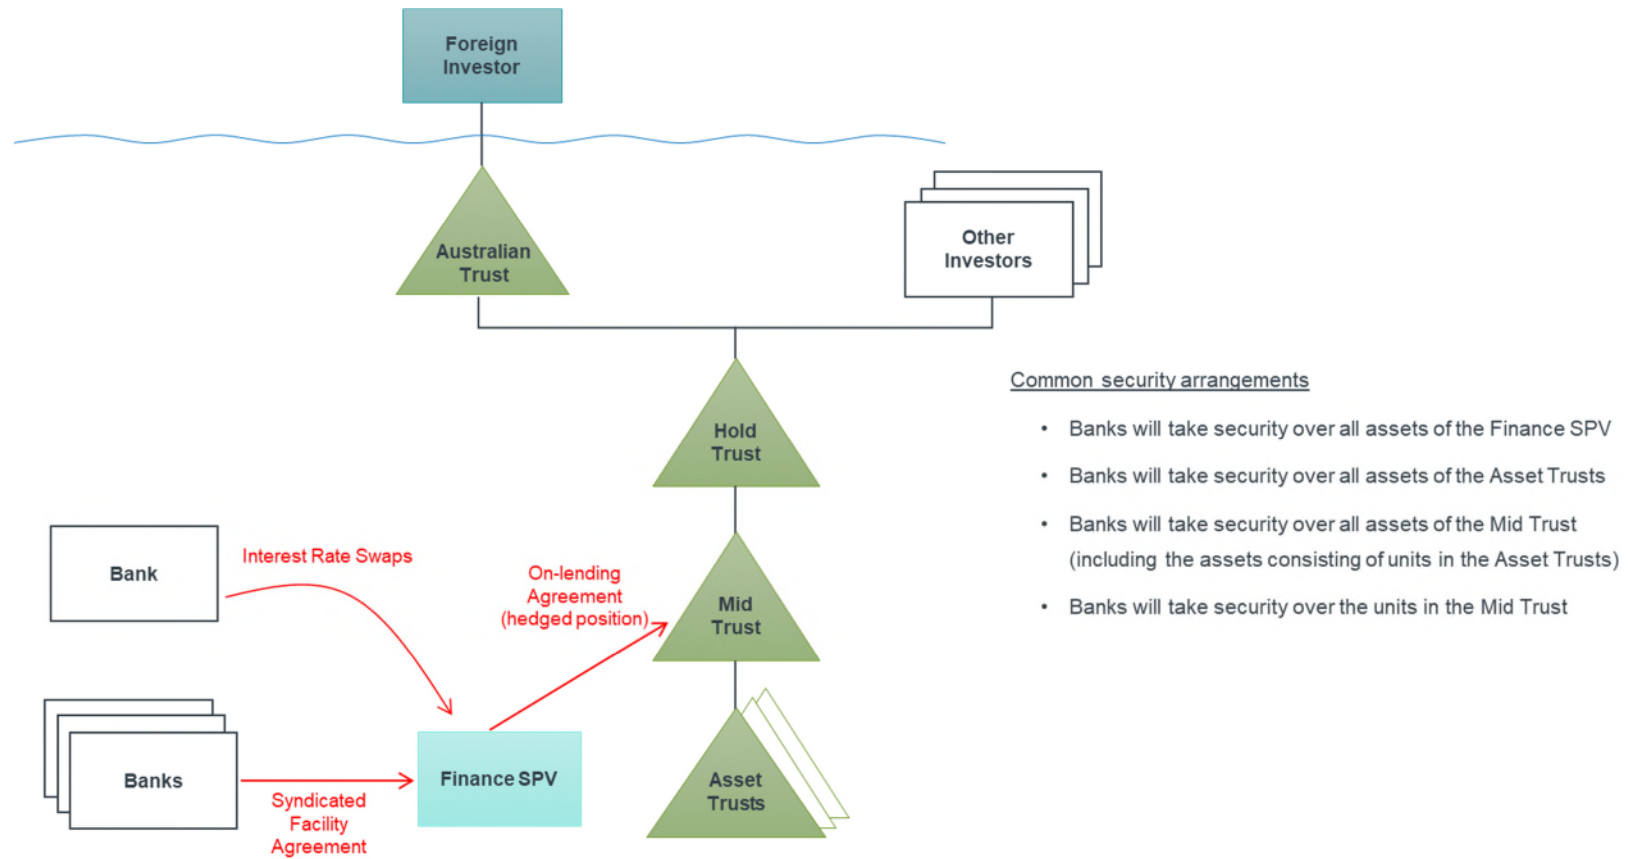 Foreign
Investor
Australian
Trust
Other
Investors
Hold
Trust
Common security arrangements
• Banks will take security over all assets of the Finance SPV
• Banks will take security over all assets of the Asset Trusts
• Banks will take security over all assets of the Mid Trust
(including the assets consisting of units in the Asset Trusts)
• Banks will take security over the units in the Mid Trust
Bank
Interest Rate Swaps
On-lending
Agreement
(hedged position)
Mid
Trust
Banks
Syndicated
Facility
Agreement
Finance SPV
Asset
Trusts